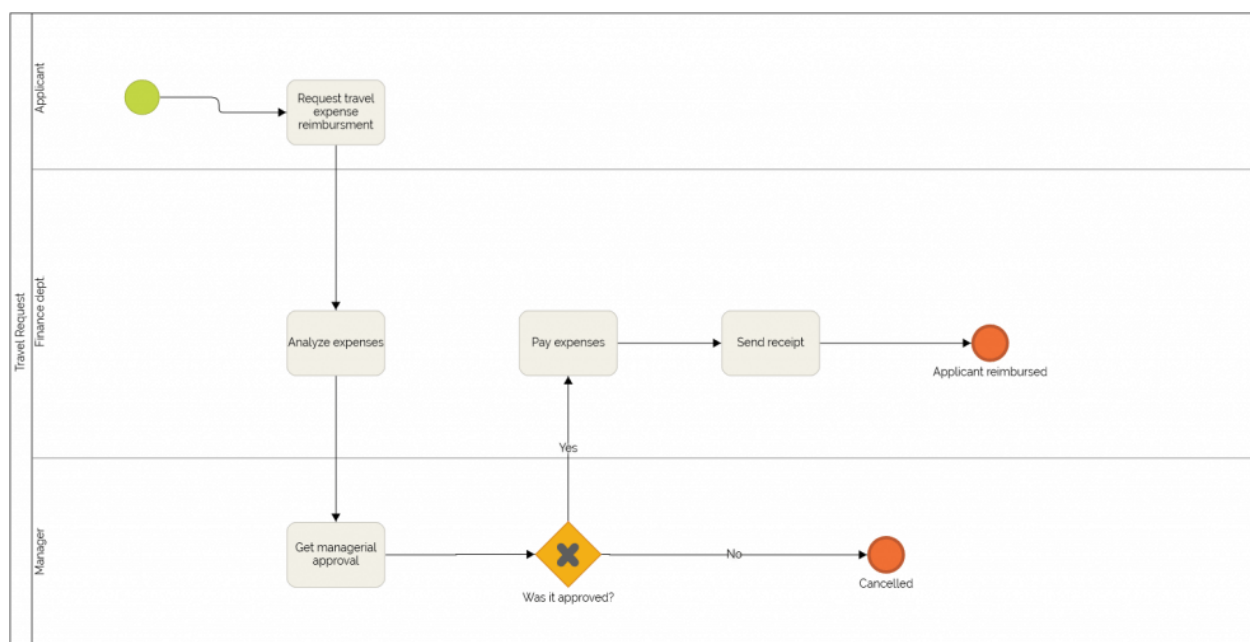 Travel Request
Applicant
Request travel
expense
reimbursment
Finance dept.
Analyze expenses
Pay expenses
Send receipt
Applicant reimbursed
Yes
Manager
Get managerial
approval
Was it approved?
No
Cancelled